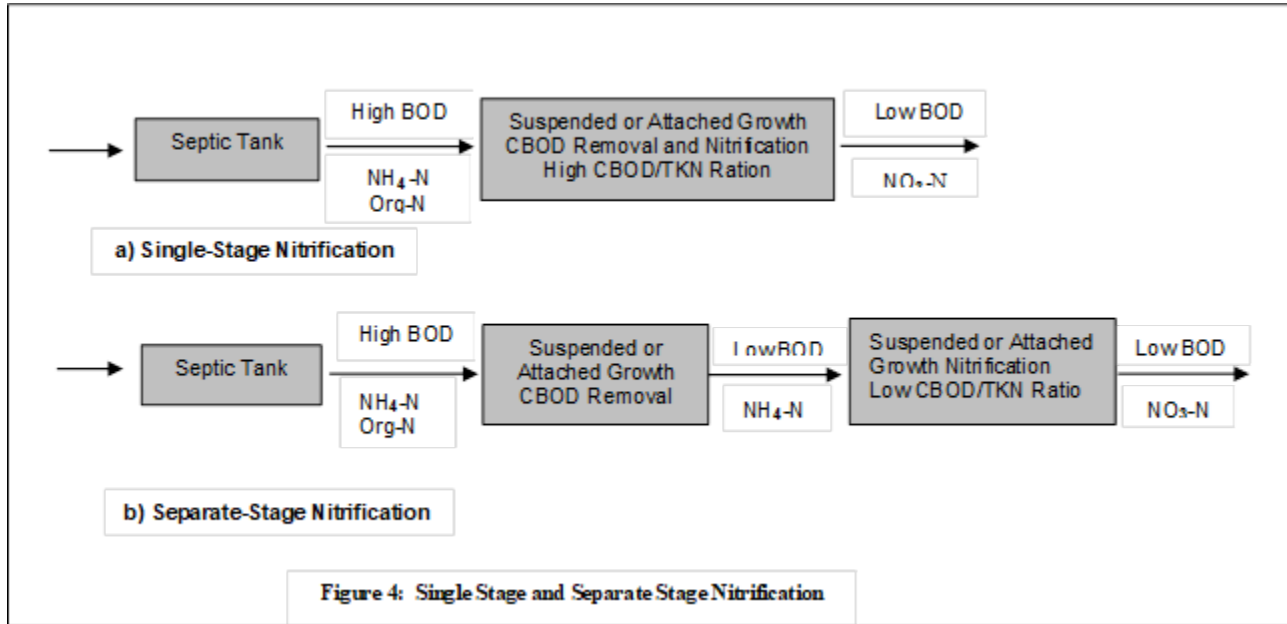 Septic Tank
High BOD
NH₄-N
Org-N
Suspended or Attached Growth
CBOD Removal and Nitrification
High CBOD/TKN Ration
Low BOD
NO₃-N
a) Single-Stage Nitrification
Septic Tank
High BOD
NH₄-N
Org-N
Suspended or
Attached Growth
CBOD Removal
Low BOD
NH₄-N
Suspended or Attached
Growth Nitrification
Low CBOD/TKN Ratio
Low BOD
NO₃-N
b) Separate-Stage Nitrification
Figure 4: Single Stage and Separate Stage Nitrification